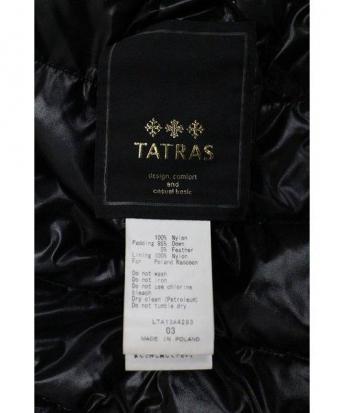 TATRAS
design, comfort
and
casual basic
100% Nylon
Padding 95% Down
5% Feather
Lining 100% Nylon
For Poland Raccoon
Do not wash
Do not iron
Do not use chlorine
bleach
Dry clean (Petroleum)
Do not tumble dry
LTA13A4293
03
MADE IN POLAND